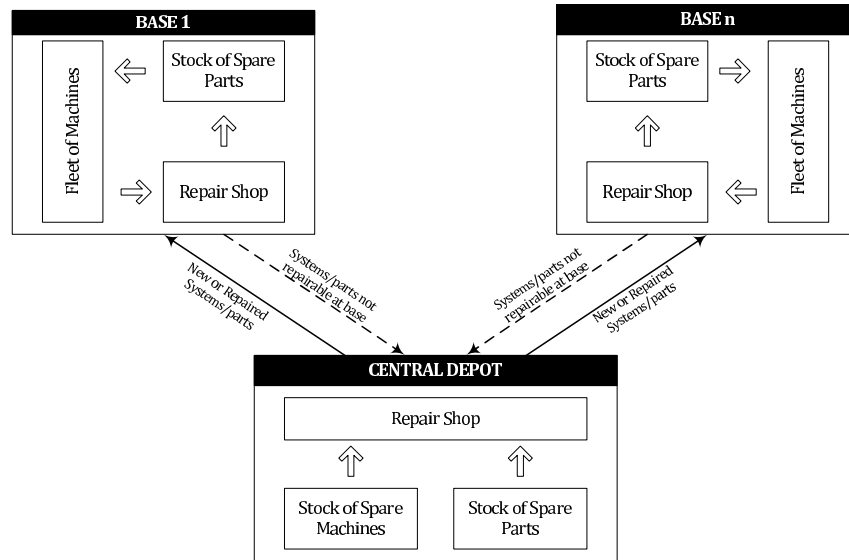 BASE 1
Stock of Spare
Parts
Fleet of Machines
Repair Shop
BASE n
Stock of Spare
Parts
Fleet of Machines
Repair Shop
Systems/parts not
repairable at base
New or Repaired
Systems/parts
Systems/parts not
repairable at base
New or Repaired
Systems/parts
CENTRAL DEPOT
Repair Shop
Stock of Spare
Machines
Stock of Spare
Parts